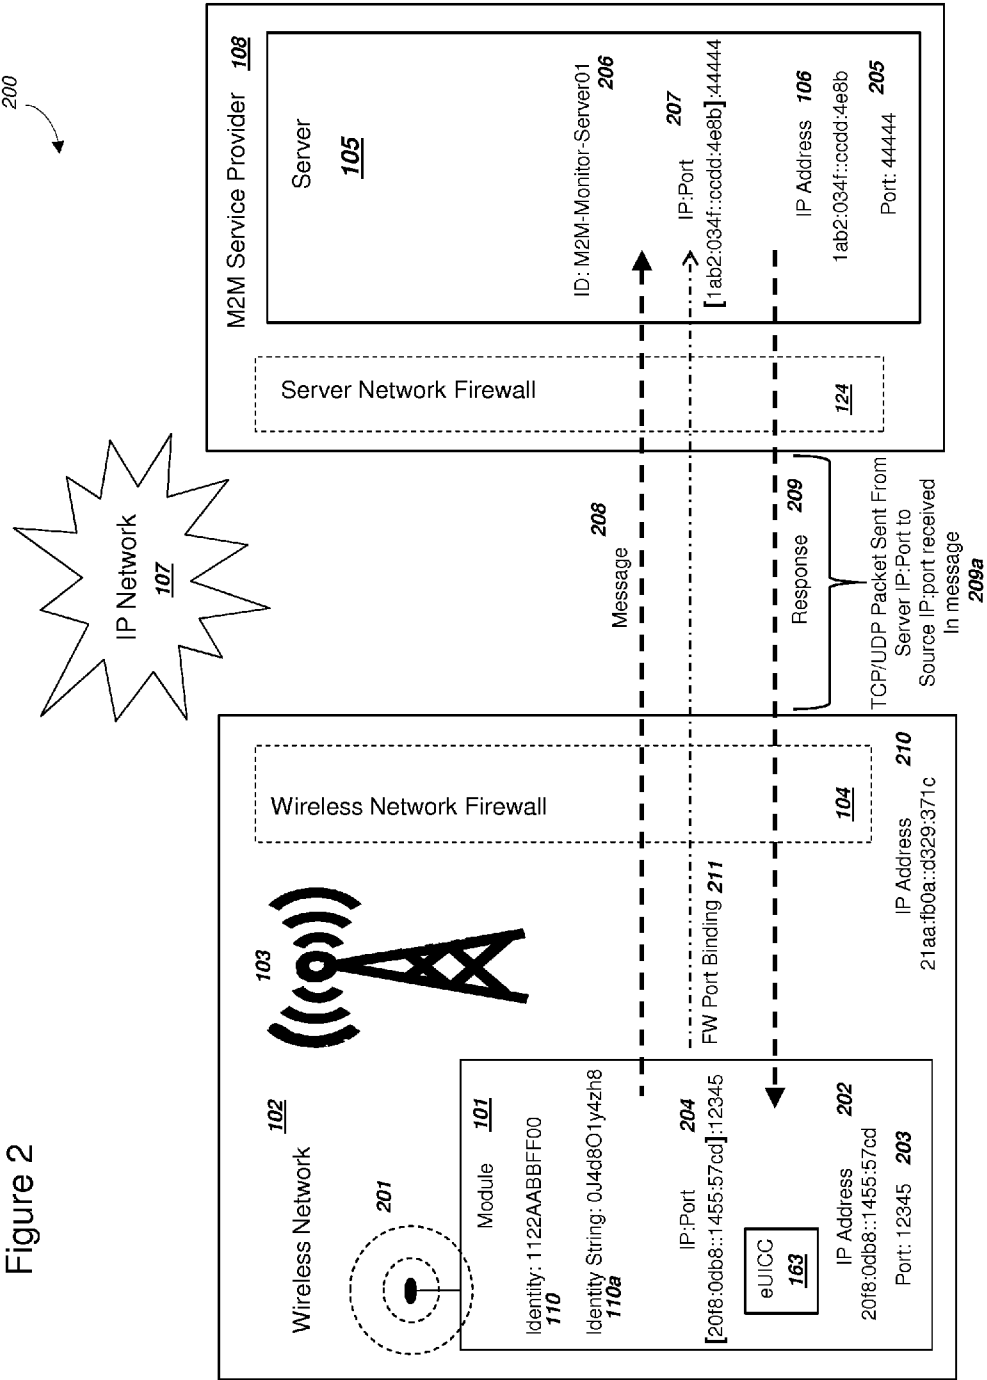 Figure 2
200
IP Network
107
Wireless Network
102
103
201
Wireless Network Firewall
104
Module
101
Identity: 1122AABBFF00
110
Identity String: 0J4d8O1y4zh8
110a
IP:Port
204
[20f8:0db8::1455:57cd]:12345
eUICC
163
IP Address
202
20f8:0db8::1455:57cd
Port: 12345 203
FW Port Binding 211
IP Address
210
21aa:fb0a::d329:371c
Message
208
Response
209
TCP/UDP Packet Sent From
Server IP:Port to
Source IP:port received
In message
209a
M2M Service Provider 108
Server Network Firewall
124
Server
105
ID: M2M-Monitor-Server01
206
IP:Port
207
[1ab2:034f::ccdd:4e8b]:44444
IP Address 106
1ab2:034f::ccdd:4e8b
205
Port: 44444